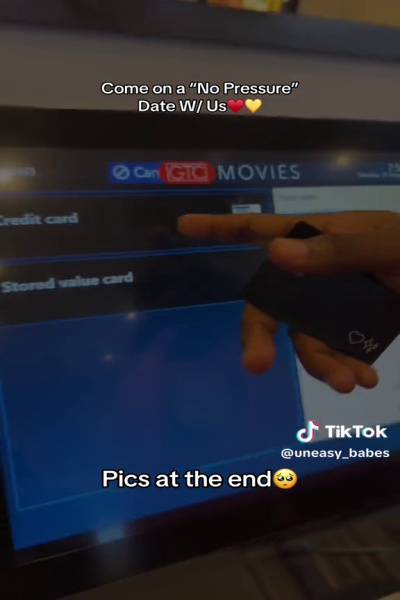 Come on a “No Pressure”
Date W/ Us❤️💛
GTC MOVIES
Credit card
Stored value card
TikTok
@uneasy_babes
Pics at the end🥺